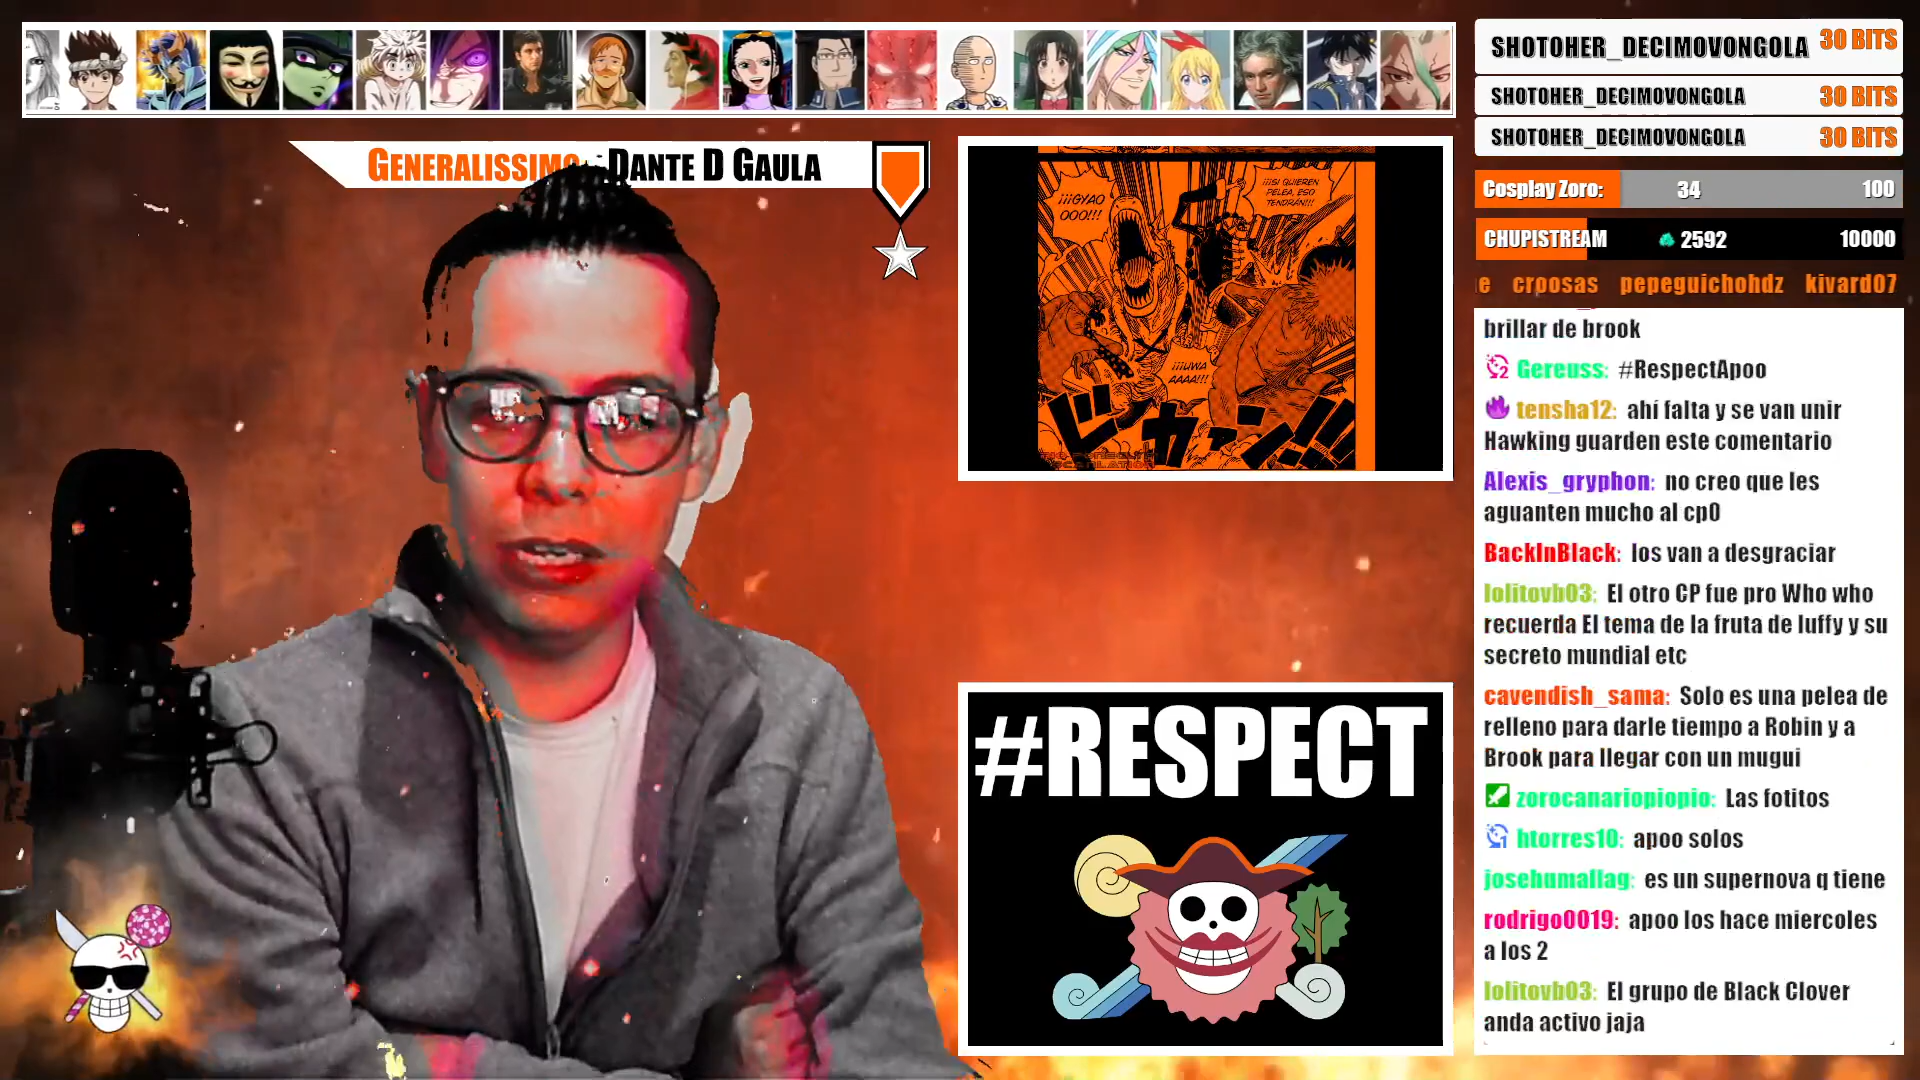 GENERALISSIMO DANTE D GAULA
¡¡¡GYAO
OOO!!!
¡¡¡SI QUIEREN
PELEA, ESO
TENDRÁN!!!
¡¡¡UWA
AAAA!!!
ドカァン!!!
#RESPECT
SHOTOHER_DECIMOVONGOLA 30 BITS
SHOTOHER_DECIMOVONGOLA 30 BITS
SHOTOHER_DECIMOVONGOLA 30 BITS
Cosplay Zoro: 34 100
CHUPISTREAM 2592 10000
croosas pepeguichohdz kivard07
brillar de brook
Gereuss: #RespectApoo
tensha12: ahí falta y se van unir
Hawking guarden este comentario
Alexis_gryphon: no creo que les
aguanten mucho al cp0
BackInBlack: los van a desgraciar
lolitovb03: El otro CP fue pro Who who
recuerda El tema de la fruta de luffy y su
secreto mundial etc
cavendish_sama: Solo es una pelea de
relleno para darle tiempo a Robin y a
Brook para llegar con un mugui
zorocanariopiopio: Las fotitos
htorres10: apoo solos
josehumallag: es un supernova q tiene
rodrigo0019: apoo los hace miercoles
a los 2
lolitovb03: El grupo de Black Clover
anda activo jaja